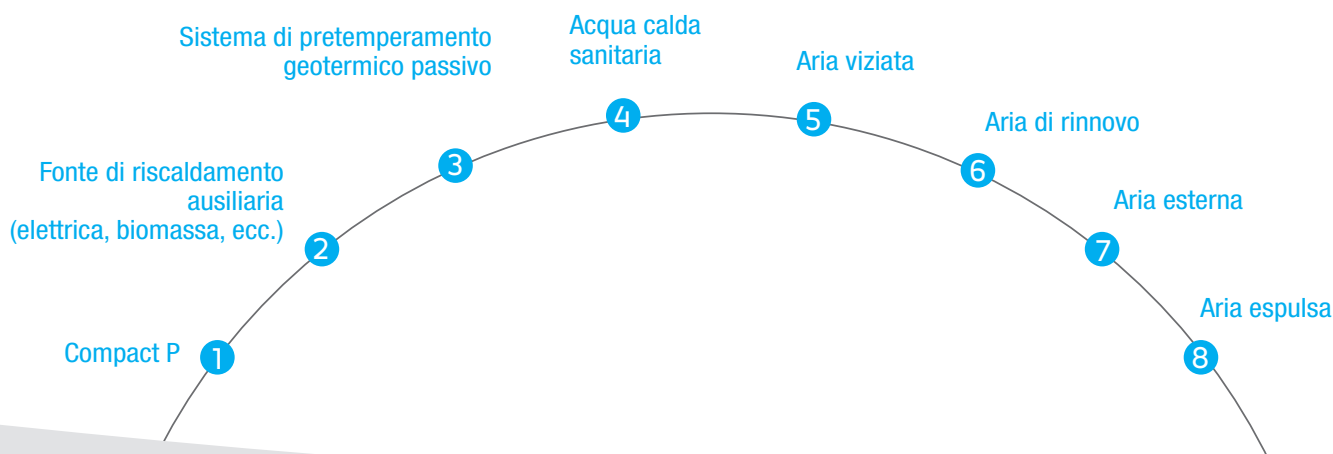 Compact P
1
Fonte di riscaldamento
ausiliaria
(elettrica, biomassa, ecc.)
2
Sistema di pretemperamento
geotermico passivo
3
Acqua calda
sanitaria
4
Aria viziata
5
Aria di rinnovo
6
Aria esterna
7
Aria espulsa
8